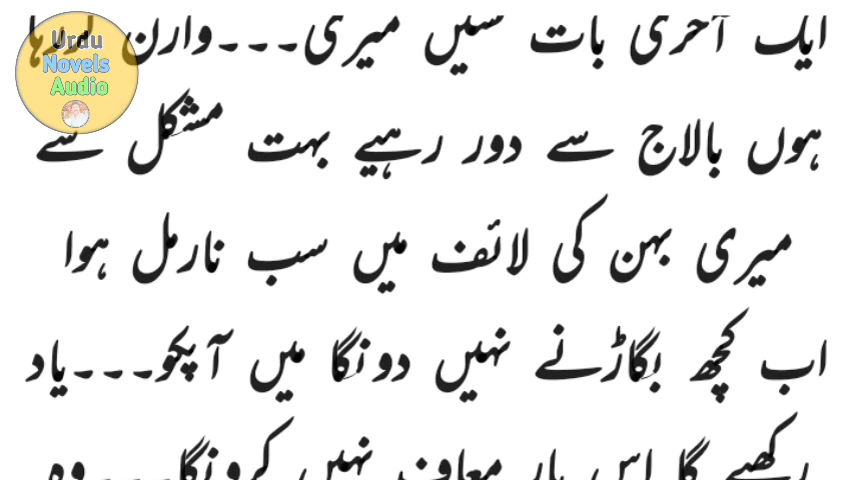 Urdu
Novels
Audio
ایک آخری بات سنیں میری۔۔۔وارن کررہا
ہوں بالاج سے دور رہیے بہت مشکل سے
میری بہن کی لائف میں سب نارمل ہوا
اب کچھ بگاڑنے نہیں دونگا میں آپکو۔۔۔یاد
رکھیے گا اس بار معاف نہیں کرونگا۔۔۔وہ